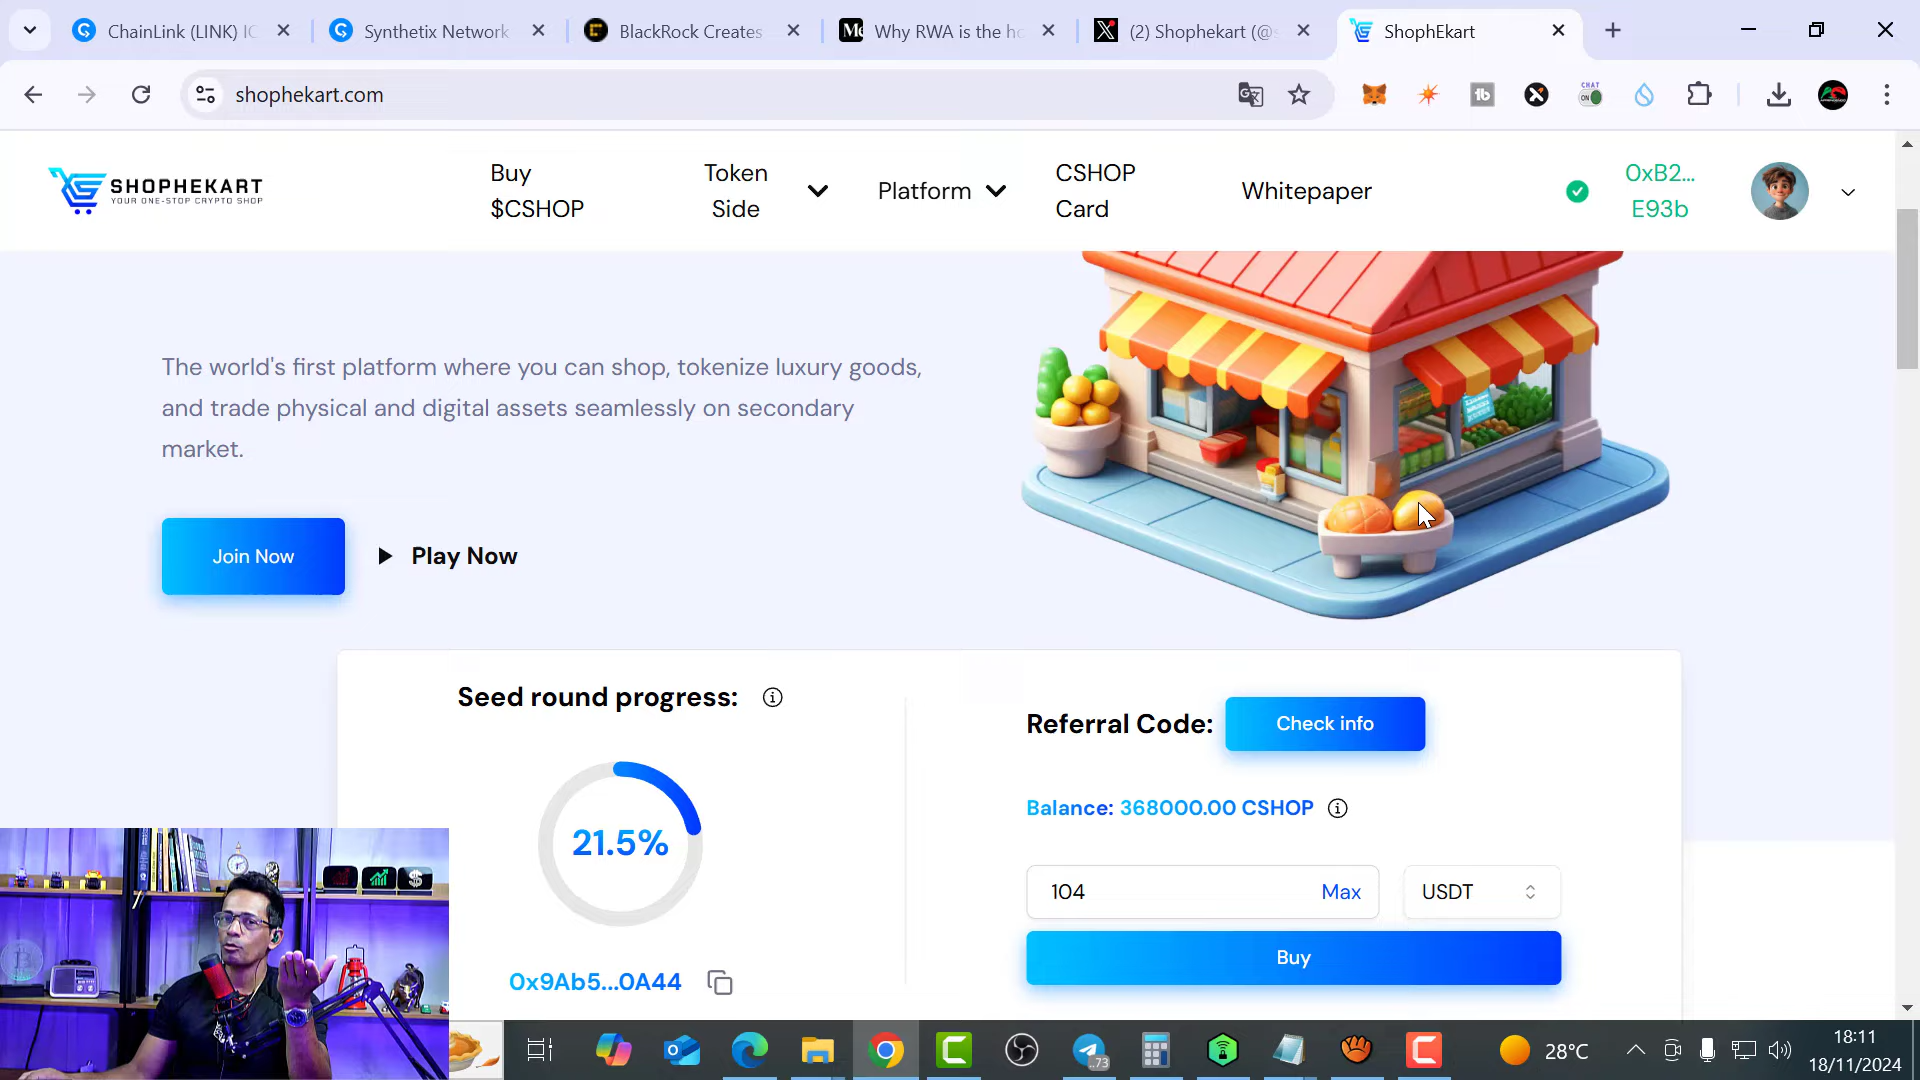 ChainLink (LINK) IC
Synthetix Network
BlackRock Creates
Why RWA is the ho
(2) Shophekart (@s
ShophEkart
shophekart.com
SHOPHEKART
YOUR ONE-STOP CRYPTO SHOP
Buy
$CSHOP
Token
Side
Platform
CSHOP
Card
Whitepaper
0xB2...
E93b
The world's first platform where you can shop, tokenize luxury goods,
and trade physical and digital assets seamlessly on secondary
market.
Join Now
Play Now
Seed round progress:
21.5%
0x9Ab5...0A44
Referral Code:
Check info
Balance: 368000.00 CSHOP
104
Max
USDT
Buy
28°C
18:11
18/11/2024